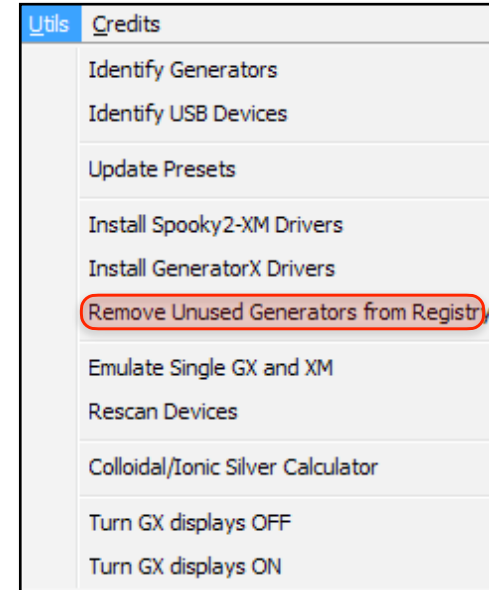 Utils Credits
Identify Generators
Identify USB Devices
Update Presets
Install Spooky2-XM Drivers
Install GeneratorX Drivers
Remove Unused Generators from Registry
Emulate Single GX and XM
Rescan Devices
Colloidal/Ionic Silver Calculator
Turn GX displays OFF
Turn GX displays ON